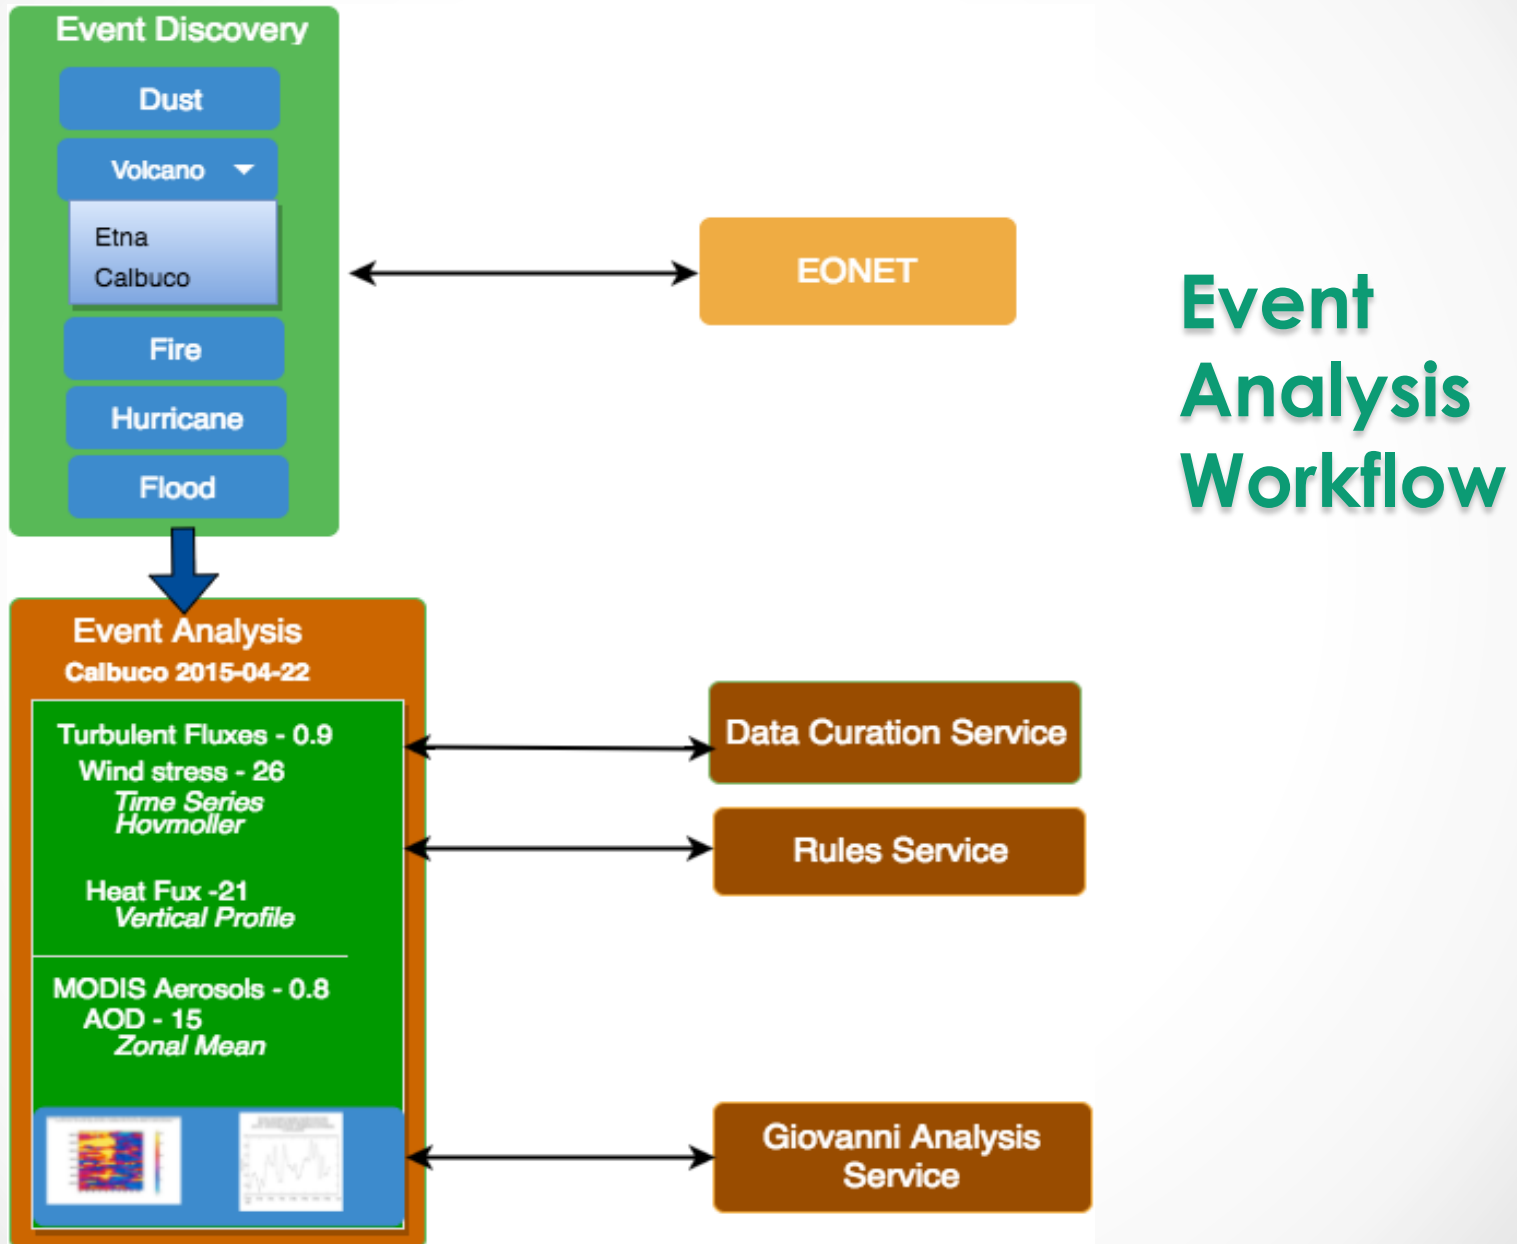 Event Discovery
Dust
Volcano
Etna
Calbuco
Fire
Hurricane
Flood
EONET
Event
Analysis
Workflow
Event Analysis
Calbuco 2015-04-22
Turbulent Fluxes - 0.9
Wind stress - 26
Time Series
Hovmoller
Heat Fux -21
Vertical Profile
MODIS Aerosols - 0.8
AOD - 15
Zonal Mean
Data Curation Service
Rules Service
Giovanni Analysis
Service